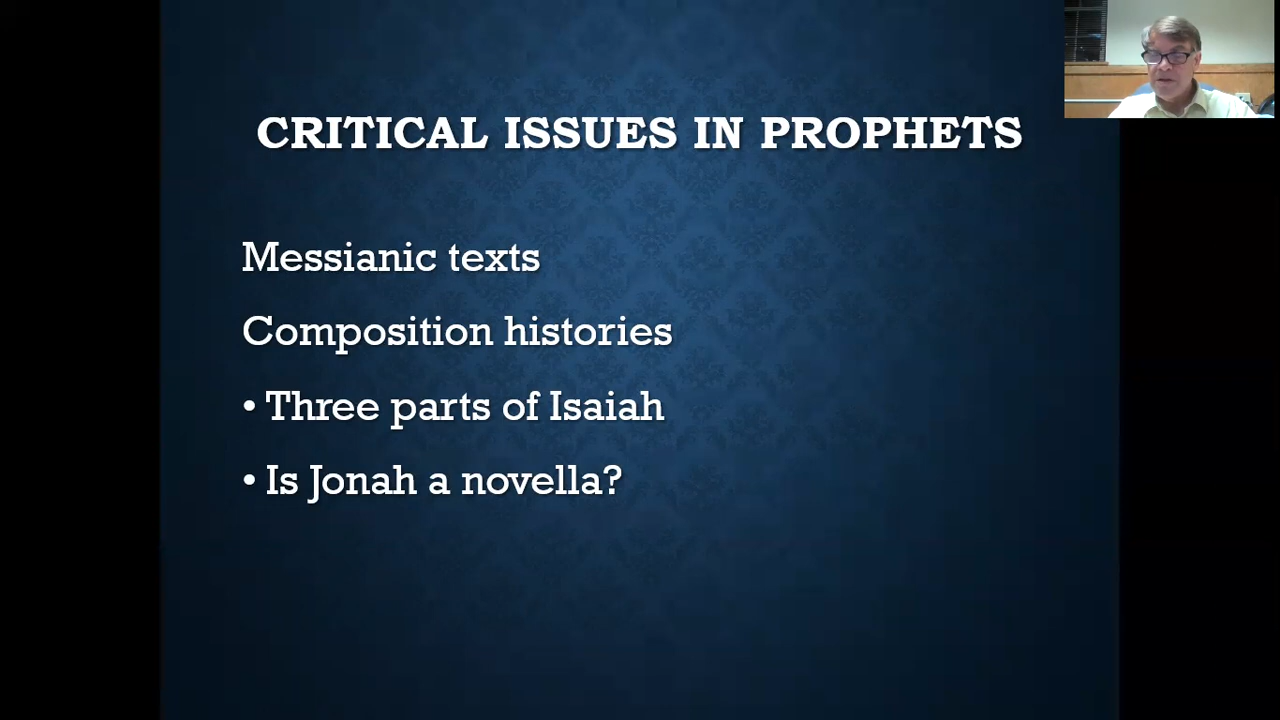 CRITICAL ISSUES IN PROPHETS
Messianic texts
Composition histories
• Three parts of Isaiah
• Is Jonah a novella?